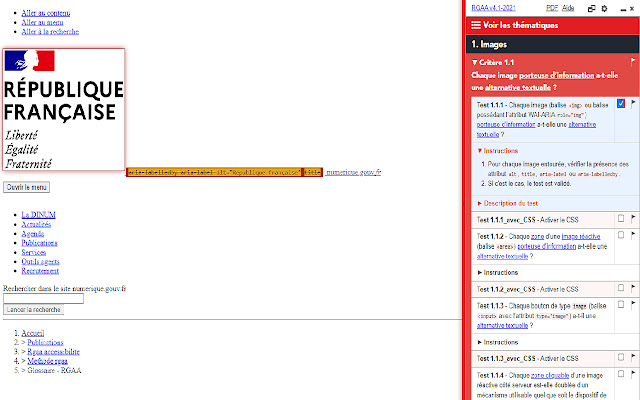 Aller au contenu
Aller au menu
Aller à la recherche
RÉPUBLIQUE
FRANÇAISE
Liberté
Égalité
Fraternité
aria-labelledby aria-label alt="République Française" title numerique.gouv.fr
Ouvrir le menu
La DINUM
Actualités
Agenda
Publications
Services
Outils agents
Recrutement
Rechercher dans le site numerique.gouv.fr
Lancer la recherche
1. Accueil
2. > Publications
3. > Rgaa accessibilite
4. > Methode rgaa
5. > Glossaire - RGAA
RGAA v4.1-2021 PDF Aide
Voir les thématiques
1. Images
▼ Critère 1.1
Chaque image porteuse d'information a-t-elle
une alternative textuelle ?
Test 1.1.1 - Chaque image (balise <img> ou balise
possédant l'attribut WAI-ARIA role="img")
porteuse d'information a-t-elle une alternative
textuelle ?
▼ Instructions
1. Pour chaque image entourée, vérifier la présence des
attribut alt, title, aria-label ou aria-labelledby.
2. Si c'est le cas, le test est validé.
► Description du test
Test 1.1.1_avec_CSS - Activer le CSS
Test 1.1.2 - Chaque zone d'une image réactive
(balise <area>) porteuse d'information a-t-elle une
alternative textuelle ?
► Instructions
Test 1.1.2_avec_CSS - Activer le CSS
Test 1.1.3 - Chaque bouton de type image (balise
<input> avec l'attribut type="image") a-t-il une
alternative textuelle ?
► Instructions
Test 1.1.3_avec_CSS - Activer le CSS
Test 1.1.4 - Chaque zone cliquable d'une image
réactive côté serveur est-elle doublée d'un
mécanisme utilisable quel que soit le dispositif de